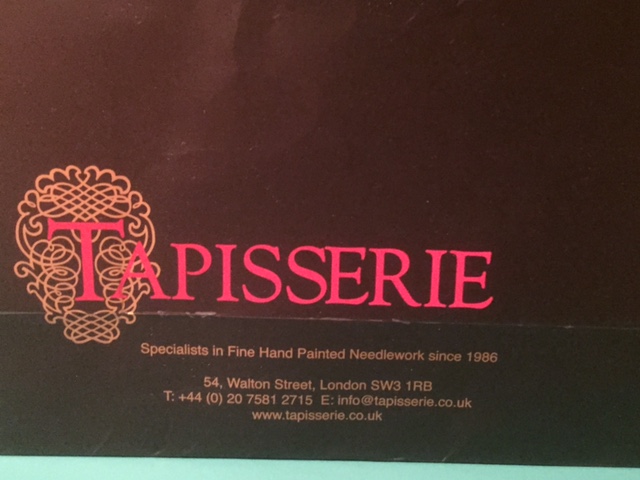 TAPISSERIE
Specialists in Fine Hand Painted Needlework since 1986
54, Walton Street, London SW3 1RB
T: +44 (0) 20 7581 2715 E: info@tapisserie.co.uk
www.tapisserie.co.uk